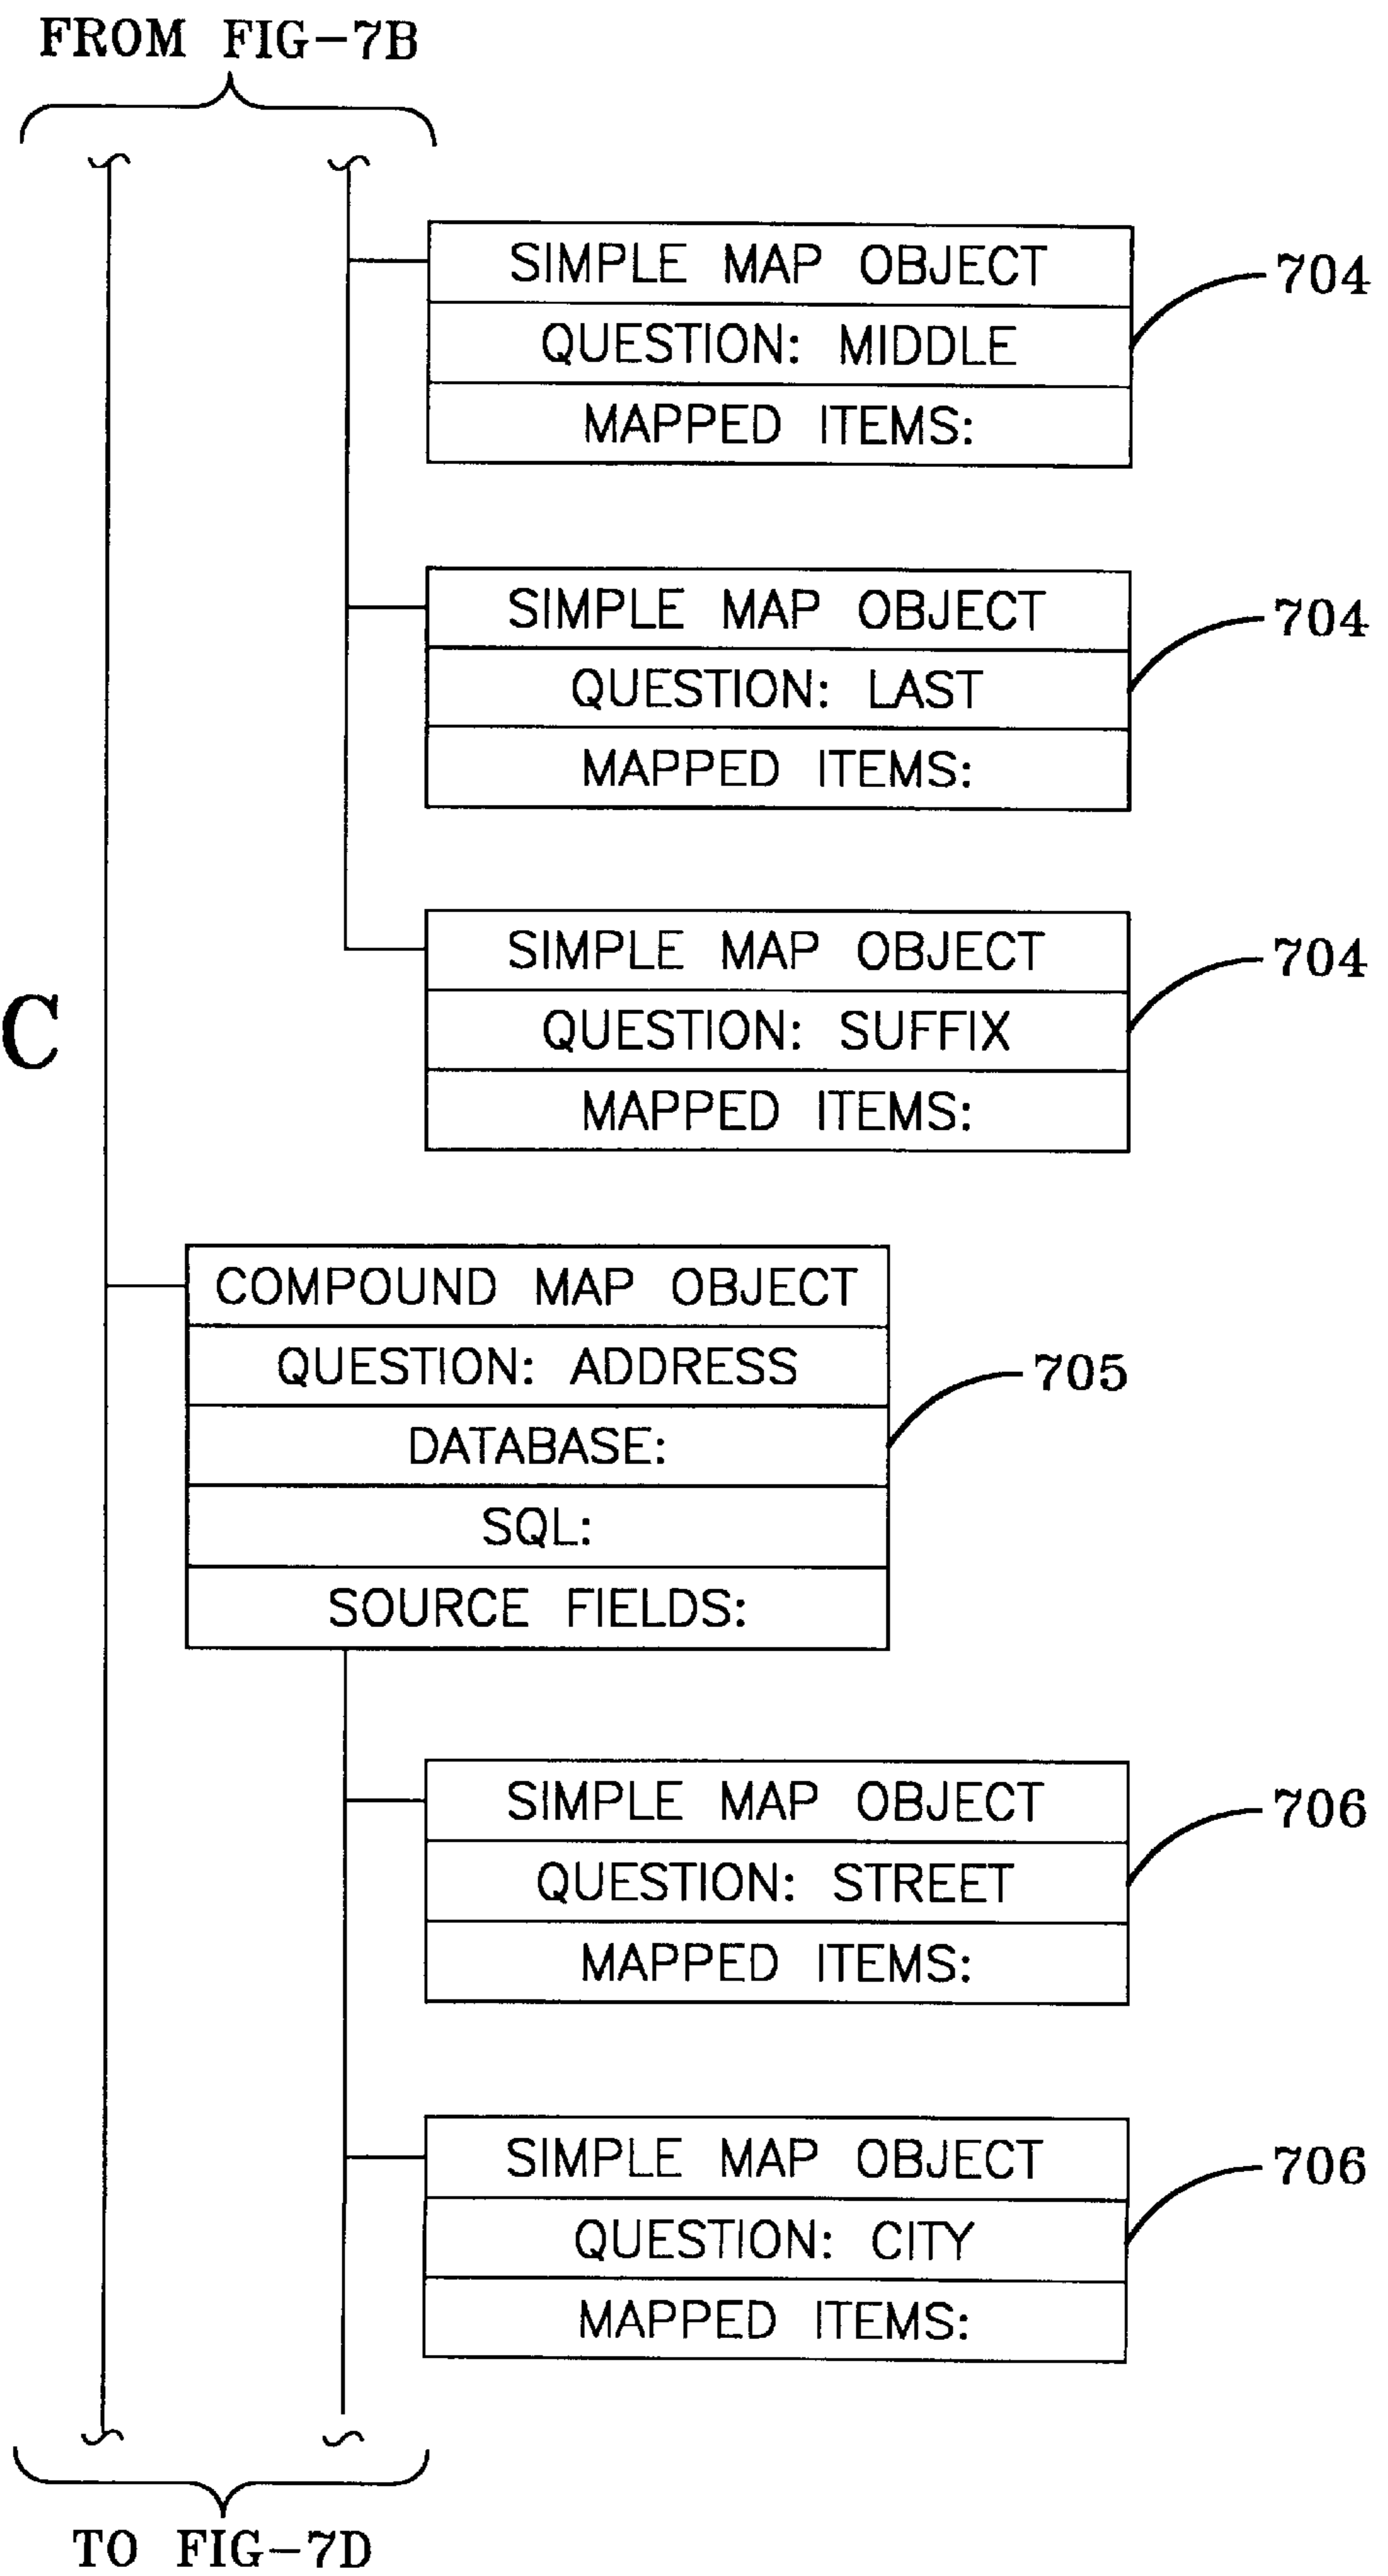 FROM FIG-7B
SIMPLE MAP OBJECT
704
QUESTION: MIDDLE
MAPPED ITEMS:
SIMPLE MAP OBJECT
704
QUESTION: LAST
MAPPED ITEMS:
SIMPLE MAP OBJECT
704
C
QUESTION: SUFFIX
MAPPED ITEMS:
COMPOUND MAP OBJECT
QUESTION: ADDRESS
705
DATABASE:
SQL:
SOURCE FIELDS:
SIMPLE MAP OBJECT
706
QUESTION: STREET
MAPPED ITEMS:
SIMPLE MAP OBJECT
706
QUESTION: CITY
MAPPED ITEMS:
TO FIG-7D